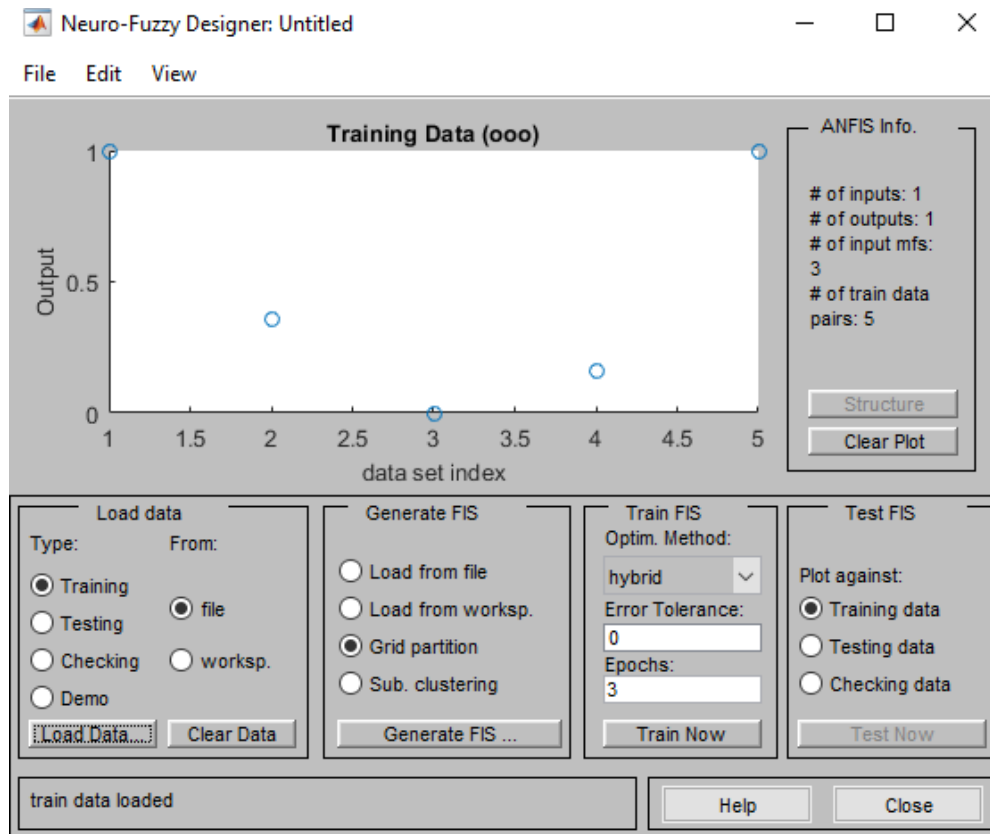 Neuro-Fuzzy Designer: Untitled
File Edit View
Training Data (ooo)
1
0.5
0
Output
1 1.5 2 2.5 3 3.5 4 4.5 5
data set index
ANFIS Info.
# of inputs: 1
# of outputs: 1
# of input mfs:
3
# of train data
pairs: 5
Structure
Clear Plot
Load data
Type: From:
Training
Testing
Checking
Demo
file
worksp.
Load Data... Clear Data
Generate FIS
Load from file
Load from worksp.
Grid partition
Sub. clustering
Generate FIS ...
Train FIS
Optim. Method:
hybrid
Error Tolerance:
0
Epochs:
3
Train Now
Test FIS
Plot against:
Training data
Testing data
Checking data
Test Now
train data loaded
Help Close